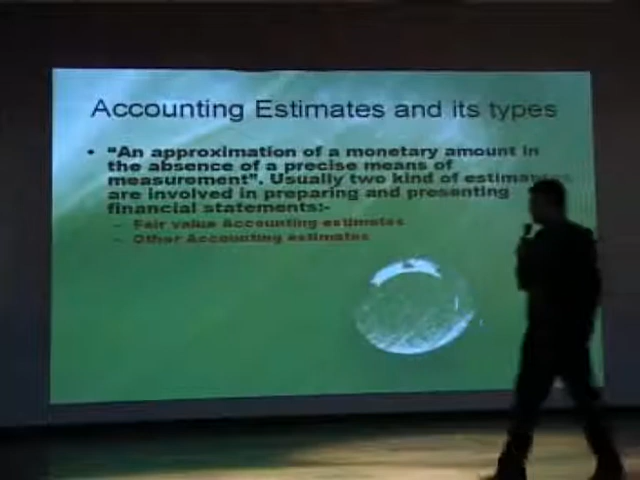 Accounting Estimates and its types
• "An approximation of a monetary amount in
the absence of a precise means of
measurement". Usually two kind of estimates
are involved in preparing and presenting
financial statements:-
– Fair value Accounting estimates
– Other Accounting estimates